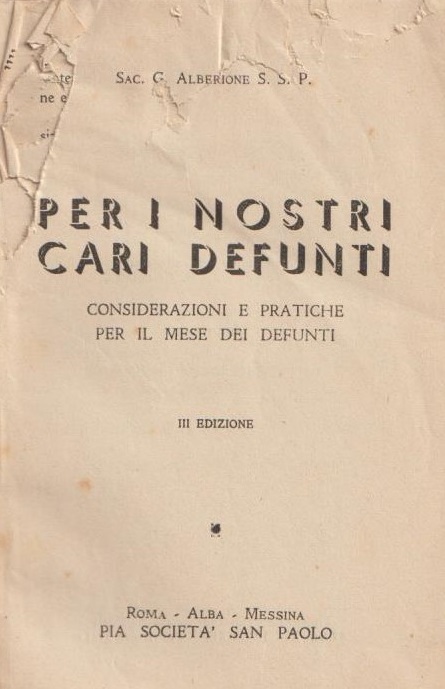 Sac. G. Alberione S. S. P.
ne e
PER I NOSTRI
CARI DEFUNTI
CONSIDERAZIONI E PRATICHE
PER IL MESE DEI DEFUNTI
III EDIZIONE
Roma - Alba - Messina
PIA SOCIETA' SAN PAOLO